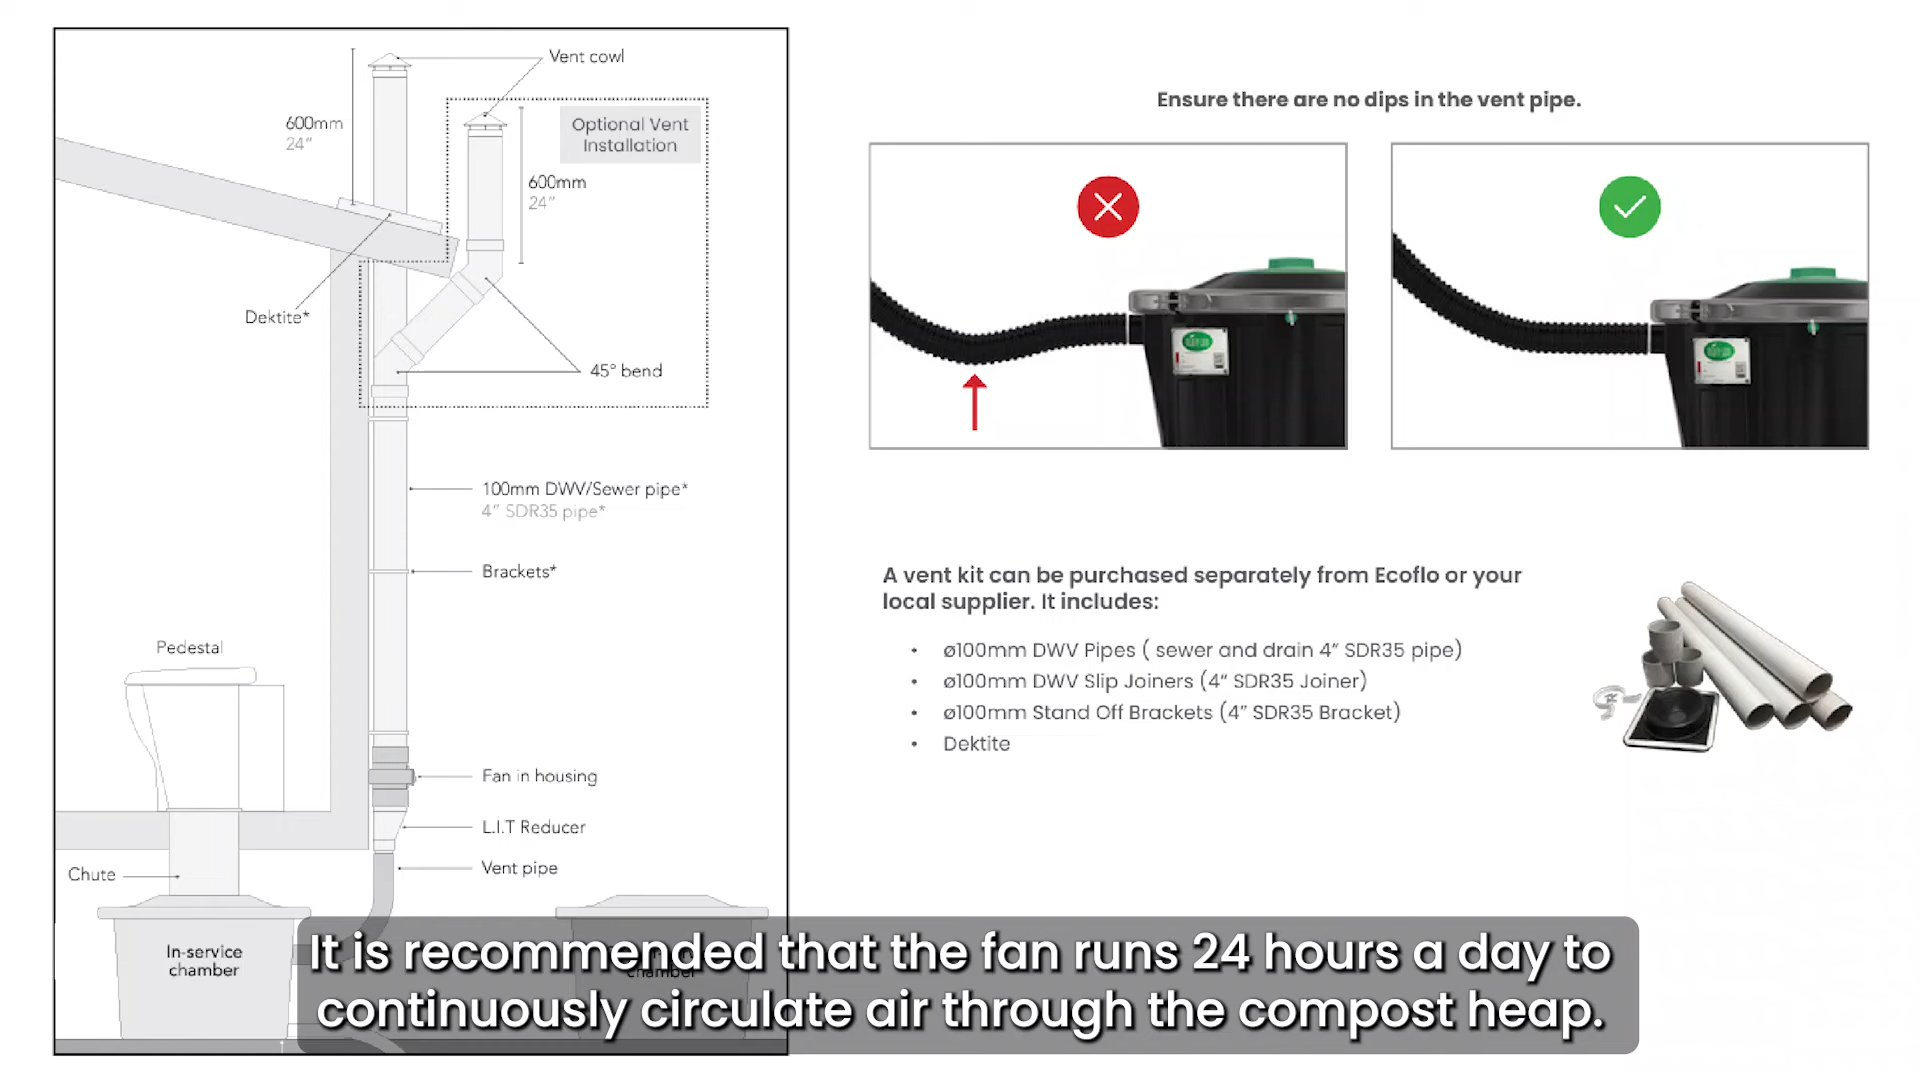 Vent cowl
600mm
24"
Optional Vent
Installation
600mm
24"
Dektite*
45° bend
100mm DWV/Sewer pipe*
4" SDR35 pipe*
Brackets*
Pedestal
Fan in housing
L.I.T Reducer
Vent pipe
Chute
In-service
chamber
chamber
Ensure there are no dips in the vent pipe.
A vent kit can be purchased separately from Ecoflo or your
local supplier. It includes:
• ø100mm DWV Pipes ( sewer and drain 4" SDR35 pipe)
• ø100mm DWV Slip Joiners (4" SDR35 Joiner)
• ø100mm Stand Off Brackets (4" SDR35 Bracket)
• Dektite
It is recommended that the fan runs 24 hours a day to
continuously circulate air through the compost heap.